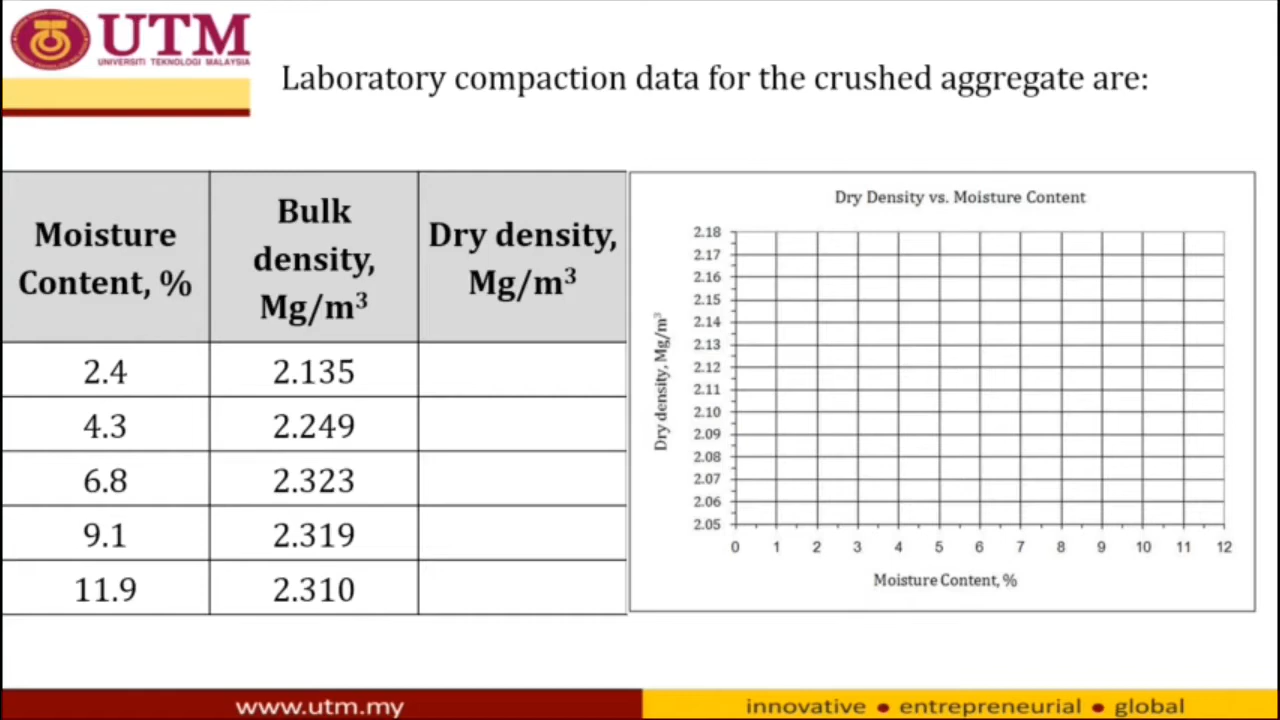 UTM
UNIVERSITI TEKNOLOGI MALAYSIA
Laboratory compaction data for the crushed aggregate are:
Moisture Content, %
Bulk density, Mg/m³
Dry density, Mg/m³
2.4 2.135
4.3 2.249
6.8 2.323
9.1 2.319
11.9 2.310
Dry Density vs. Moisture Content
Dry density, Mg/m³
2.18
2.17
2.16
2.15
2.14
2.13
2.12
2.11
2.10
2.09
2.08
2.07
2.06
2.05
0 1 2 3 4 5 6 7 8 9 10 11 12
Moisture Content, %
www.utm.my
innovative ● entrepreneurial ● global